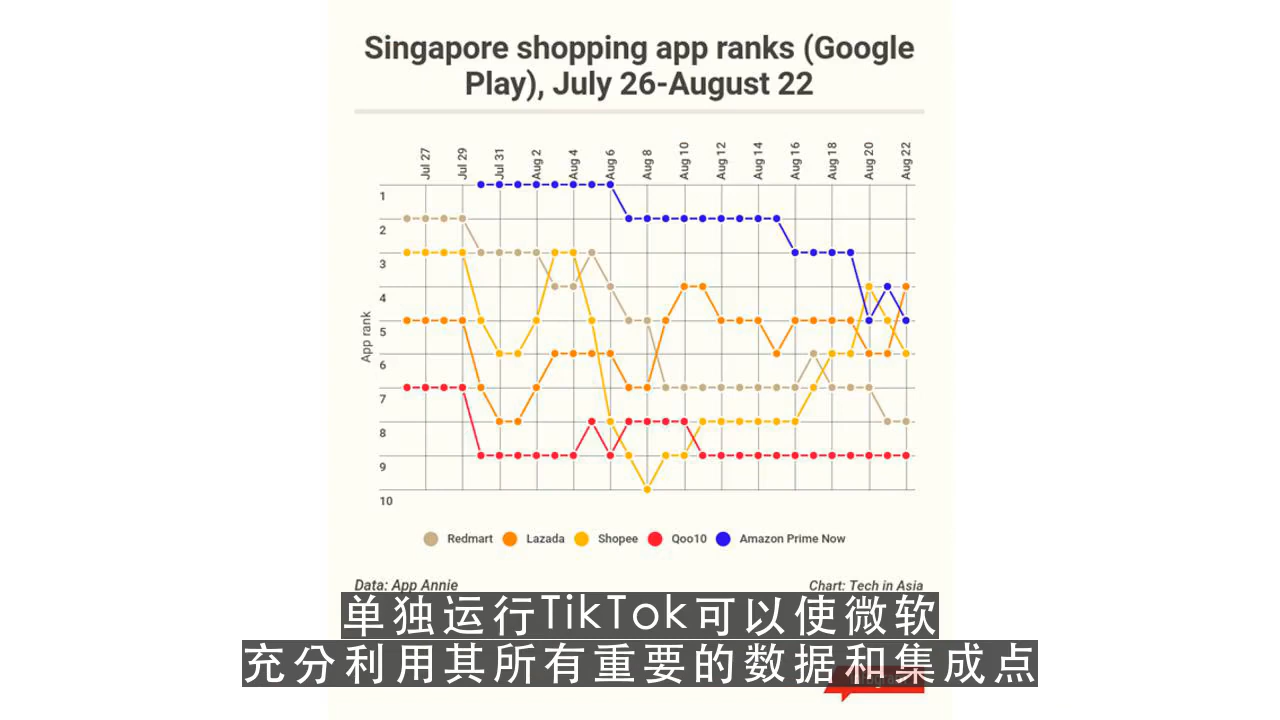 Singapore shopping app ranks (Google
Play), July 26-August 22
Jul 27 Jul 29 Jul 31 Aug 2 Aug 4 Aug 6 Aug 8 Aug 10 Aug 12 Aug 14 Aug 16 Aug 18 Aug 20 Aug 22
App rank
1
2
3
4
5
6
7
8
9
10
Redmart Lazada Shopee Qoo10 Amazon Prime Now
Data: App Annie Chart: Tech in Asia
单独运行TikTok可以使微软
充分利用其所有重要的数据和集成点